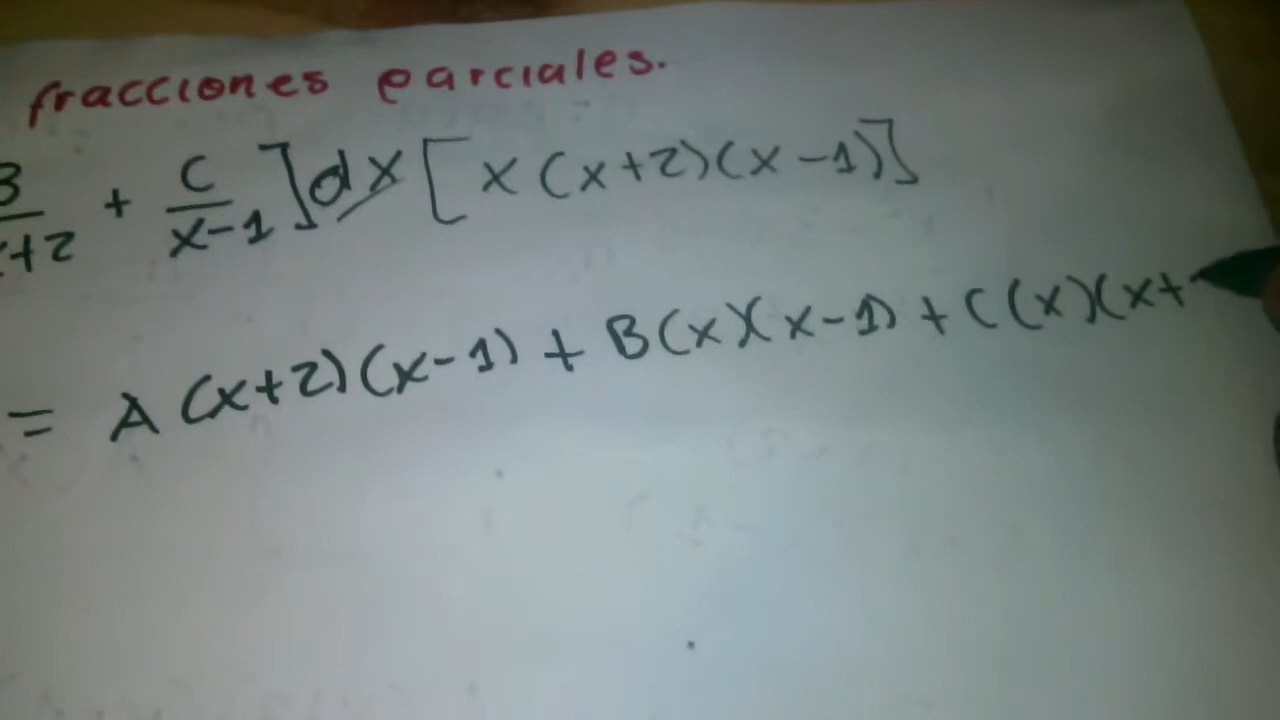 fracciones parciales.
B/x+2 + C/x-1 ] dx [ x (x+2)(x-1)]
= A (x+2)(x-1) + B(x)(x-1) + C(x)(x+